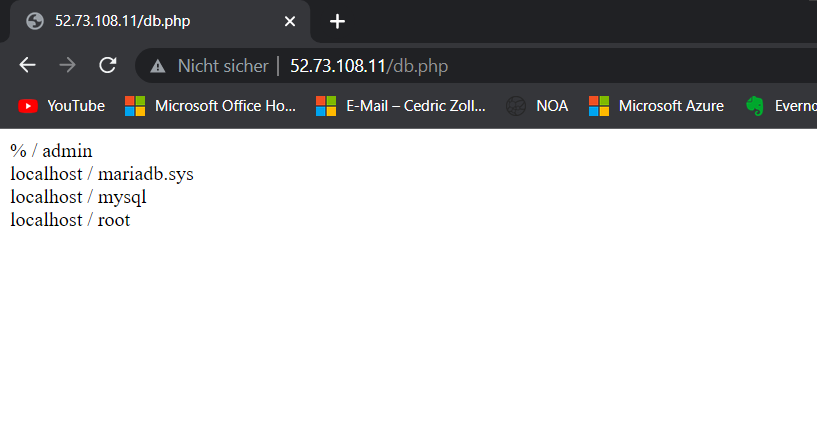 52.73.108.11/db.php
Nicht sicher | 52.73.108.11/db.php
YouTube Microsoft Office Ho... E-Mail – Cedric Zoll... NOA Microsoft Azure Everno
% / admin
localhost / mariadb.sys
localhost / mysql
localhost / root